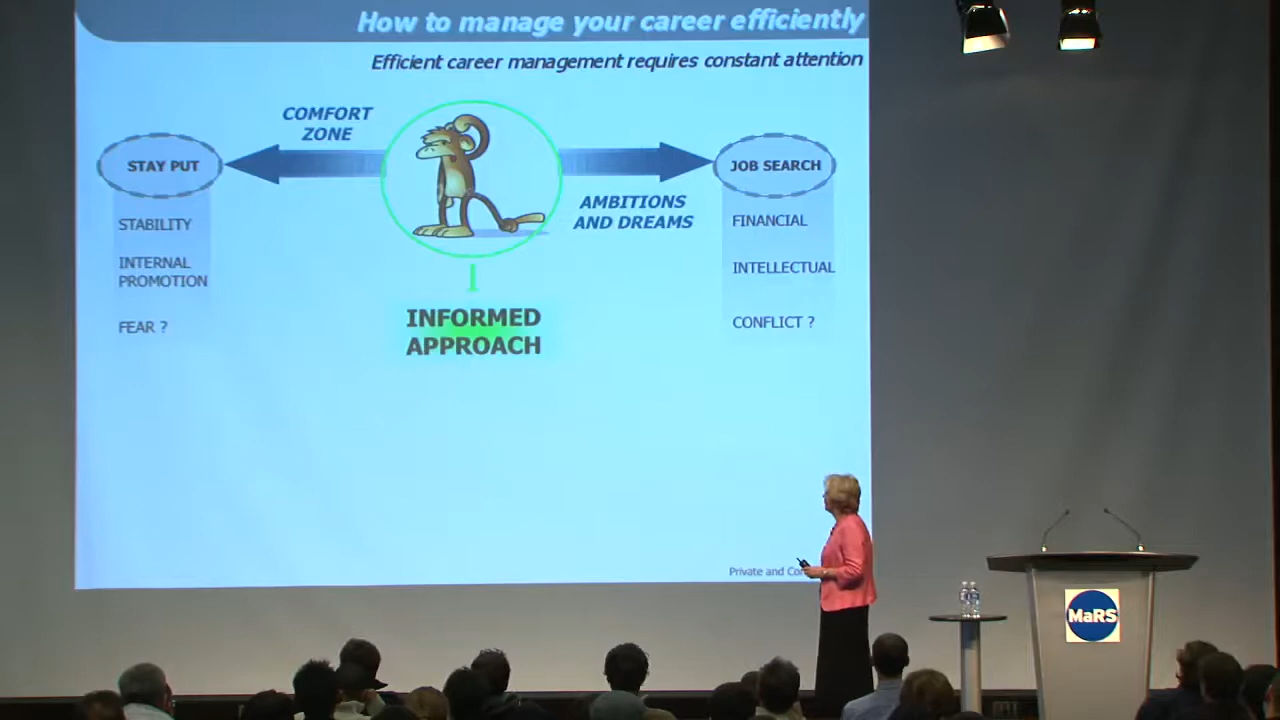 How to manage your career efficiently
Efficient career management requires constant attention
COMFORT
ZONE
STAY PUT
JOB SEARCH
AMBITIONS
AND DREAMS
STABILITY
INTERNAL
PROMOTION
FEAR ?
FINANCIAL
INTELLECTUAL
CONFLICT ?
INFORMED
APPROACH
Private and
MaRS